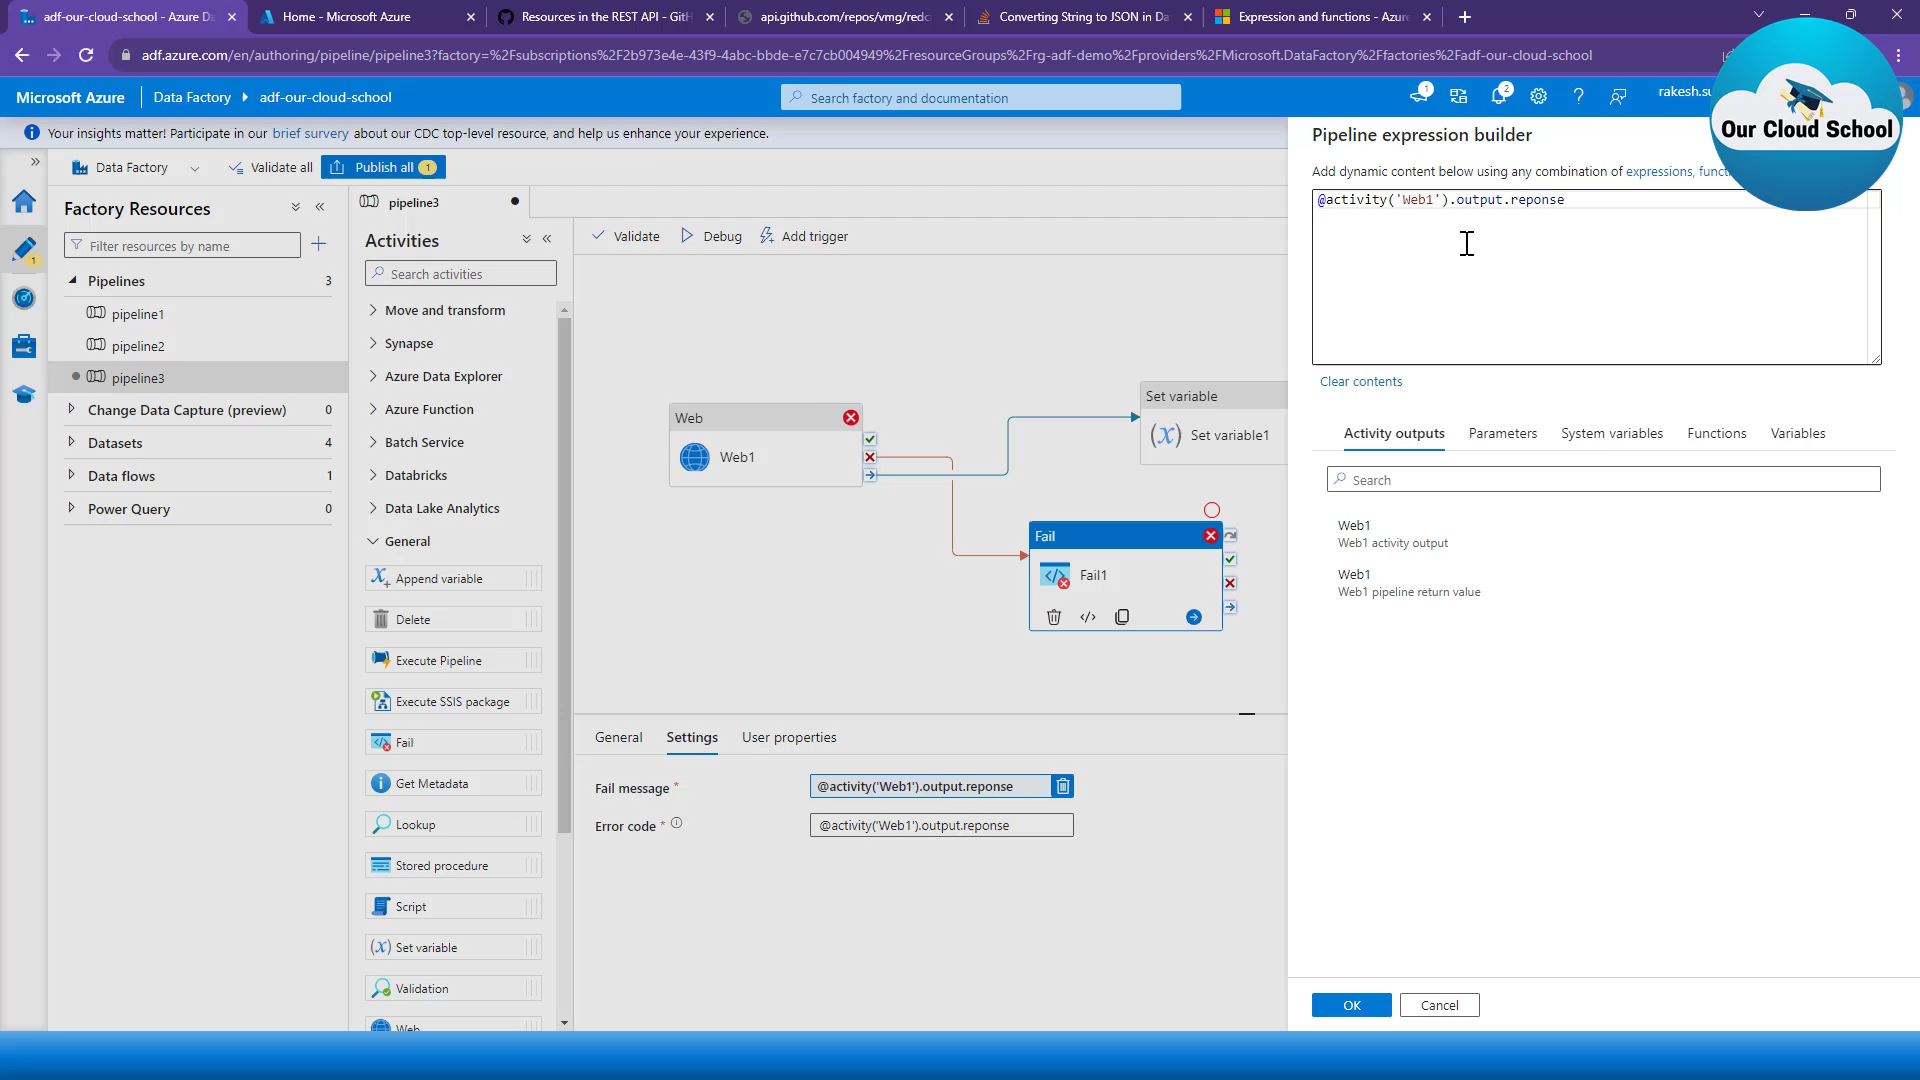 adf-our-cloud-school - Azure Da
Home - Microsoft Azure
Resources in the REST API - GitH
api.github.com/repos/vmg/redc
Converting String to JSON in Da
Expression and functions - Azure
adf.azure.com/en/authoring/pipeline/pipeline3?factory=%2Fsubscriptions%2F2b973e4e-43f9-4abc-bbde-e7c7cb004949%2FresourceGroups%2Frg-adf-demo%2Fproviders%2FMicrosoft.DataFactory%2Ffactories%2Fadf-our-cloud-school
Microsoft Azure
Data Factory
adf-our-cloud-school
Search factory and documentation
1
2
rakesh.su
Our Cloud School
Your insights matter! Participate in our brief survey about our CDC top-level resource, and help us enhance your experience.
Data Factory
Validate all
Publish all 1
Factory Resources
Filter resources by name
1
Pipelines 3
pipeline1
pipeline2
pipeline3
Change Data Capture (preview) 0
Datasets 4
Data flows 1
Power Query 0
pipeline3
Activities
Search activities
Move and transform
Synapse
Azure Data Explorer
Azure Function
Batch Service
Databricks
Data Lake Analytics
General
Append variable
Delete
Execute Pipeline
Execute SSIS package
Fail
Get Metadata
Lookup
Stored procedure
Script
Set variable
Validation
Web
Validate
Debug
Add trigger
Web
Web1
Set variable
(x) Set variable1
Fail
Fail1
General
Settings
User properties
Fail message *
@activity('Web1').output.reponse
Error code *
@activity('Web1').output.reponse
Pipeline expression builder
Add dynamic content below using any combination of expressions, funct
@activity('Web1').output.reponse
Clear contents
Activity outputs
Parameters
System variables
Functions
Variables
Search
Web1
Web1 activity output
Web1
Web1 pipeline return value
OK
Cancel